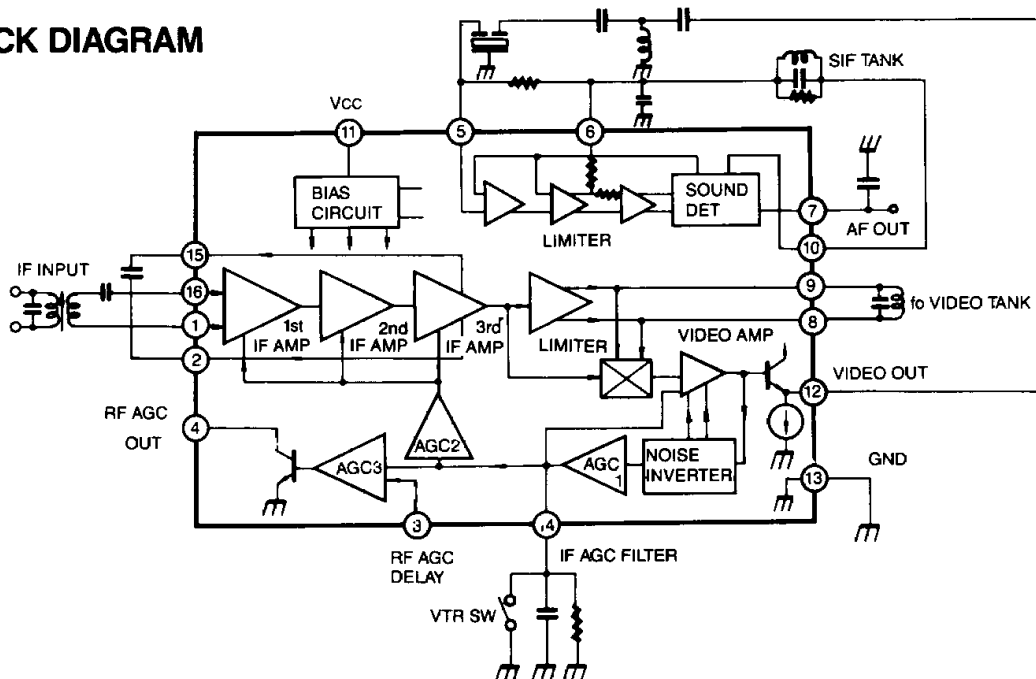 CK DIAGRAM
SIF TANK
VCC
11
5
6
BIAS
CIRCUIT
SOUND
DET
7
AF OUT
LIMITER
10
15
IF INPUT
16
1
2
1st
IF AMP
2nd
IF AMP
3rd
IF AMP
LIMITER
9
fo VIDEO TANK
8
VIDEO AMP
12
VIDEO OUT
RF AGC
OUT
4
AGC2
AGC3
AGC
1
NOISE
INVERTER
GND
13
3
14
RF AGC
DELAY
IF AGC FILTER
VTR SW